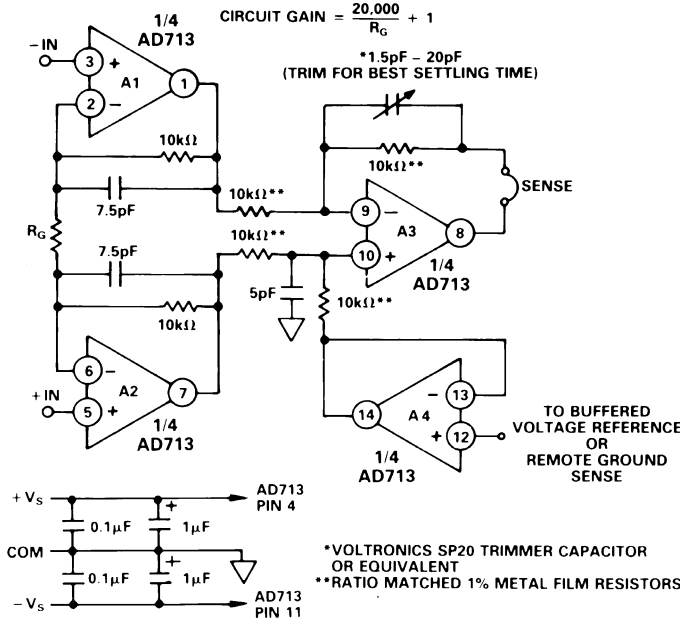 CIRCUIT GAIN = 20,000 / R_G + 1
1/4
AD713
−IN
3
+
A1
1
2
−
*1.5pF – 20pF
(TRIM FOR BEST SETTLING TIME)
10kΩ
10kΩ**
7.5pF
10kΩ**
SENSE
9
−
A3
8
R_G
10kΩ**
10
+
7.5pF
1/4
AD713
5pF
10kΩ**
10kΩ
6
−
A2
7
+IN
5
+
1/4
AD713
−
13
14
A4
+
12
1/4
AD713
TO BUFFERED
VOLTAGE REFERENCE
OR
REMOTE GROUND
SENSE
+VS
AD713
PIN 4
+
0.1μF
1μF
COM
+
0.1μF
1μF
−VS
AD713
PIN 11
*VOLTRONICS SP20 TRIMMER CAPACITOR
OR EQUIVALENT
**RATIO MATCHED 1% METAL FILM RESISTORS